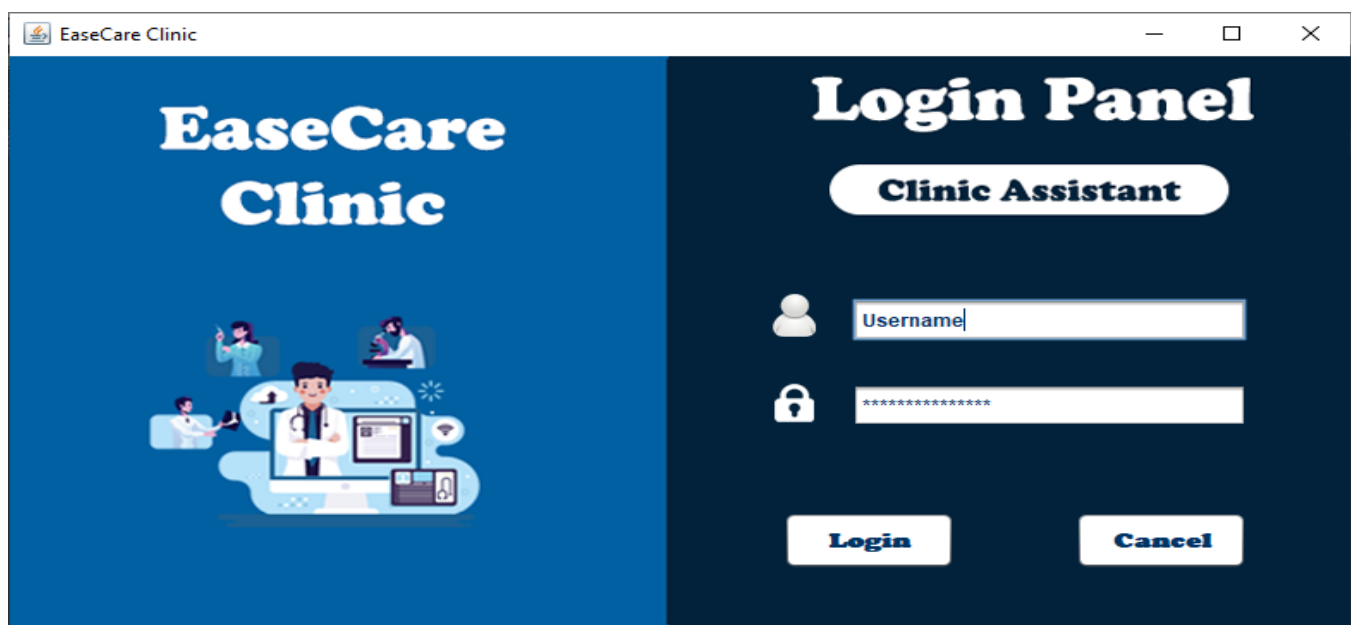 EaseCare Clinic
EaseCare
Clinic
Login Panel
Clinic Assistant
Username
***************
Login
Cancel